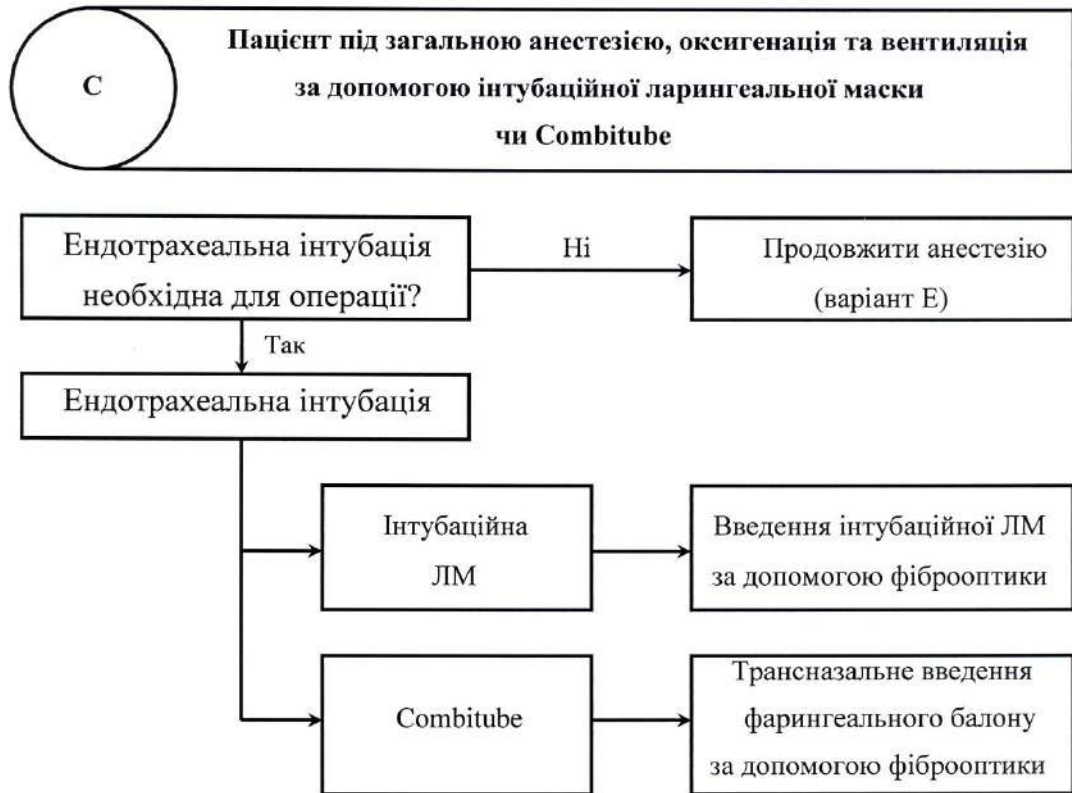 С
Пацієнт під загальною анестезією, оксигенація та вентиляція
за допомогою інтубаційної ларингеальної маски
чи Combitube
Ендотрахеальна інтубація
необхідна для операції?
Ні
Продовжити анестезію
(варіант Е)
Так
Ендотрахеальна інтубація
Інтубаційна
ЛМ
Введення інтубаційної ЛМ
за допомогою фіброоптики
Combitube
Трансназальне введення
фарингеального балону
за допомогою фіброоптики